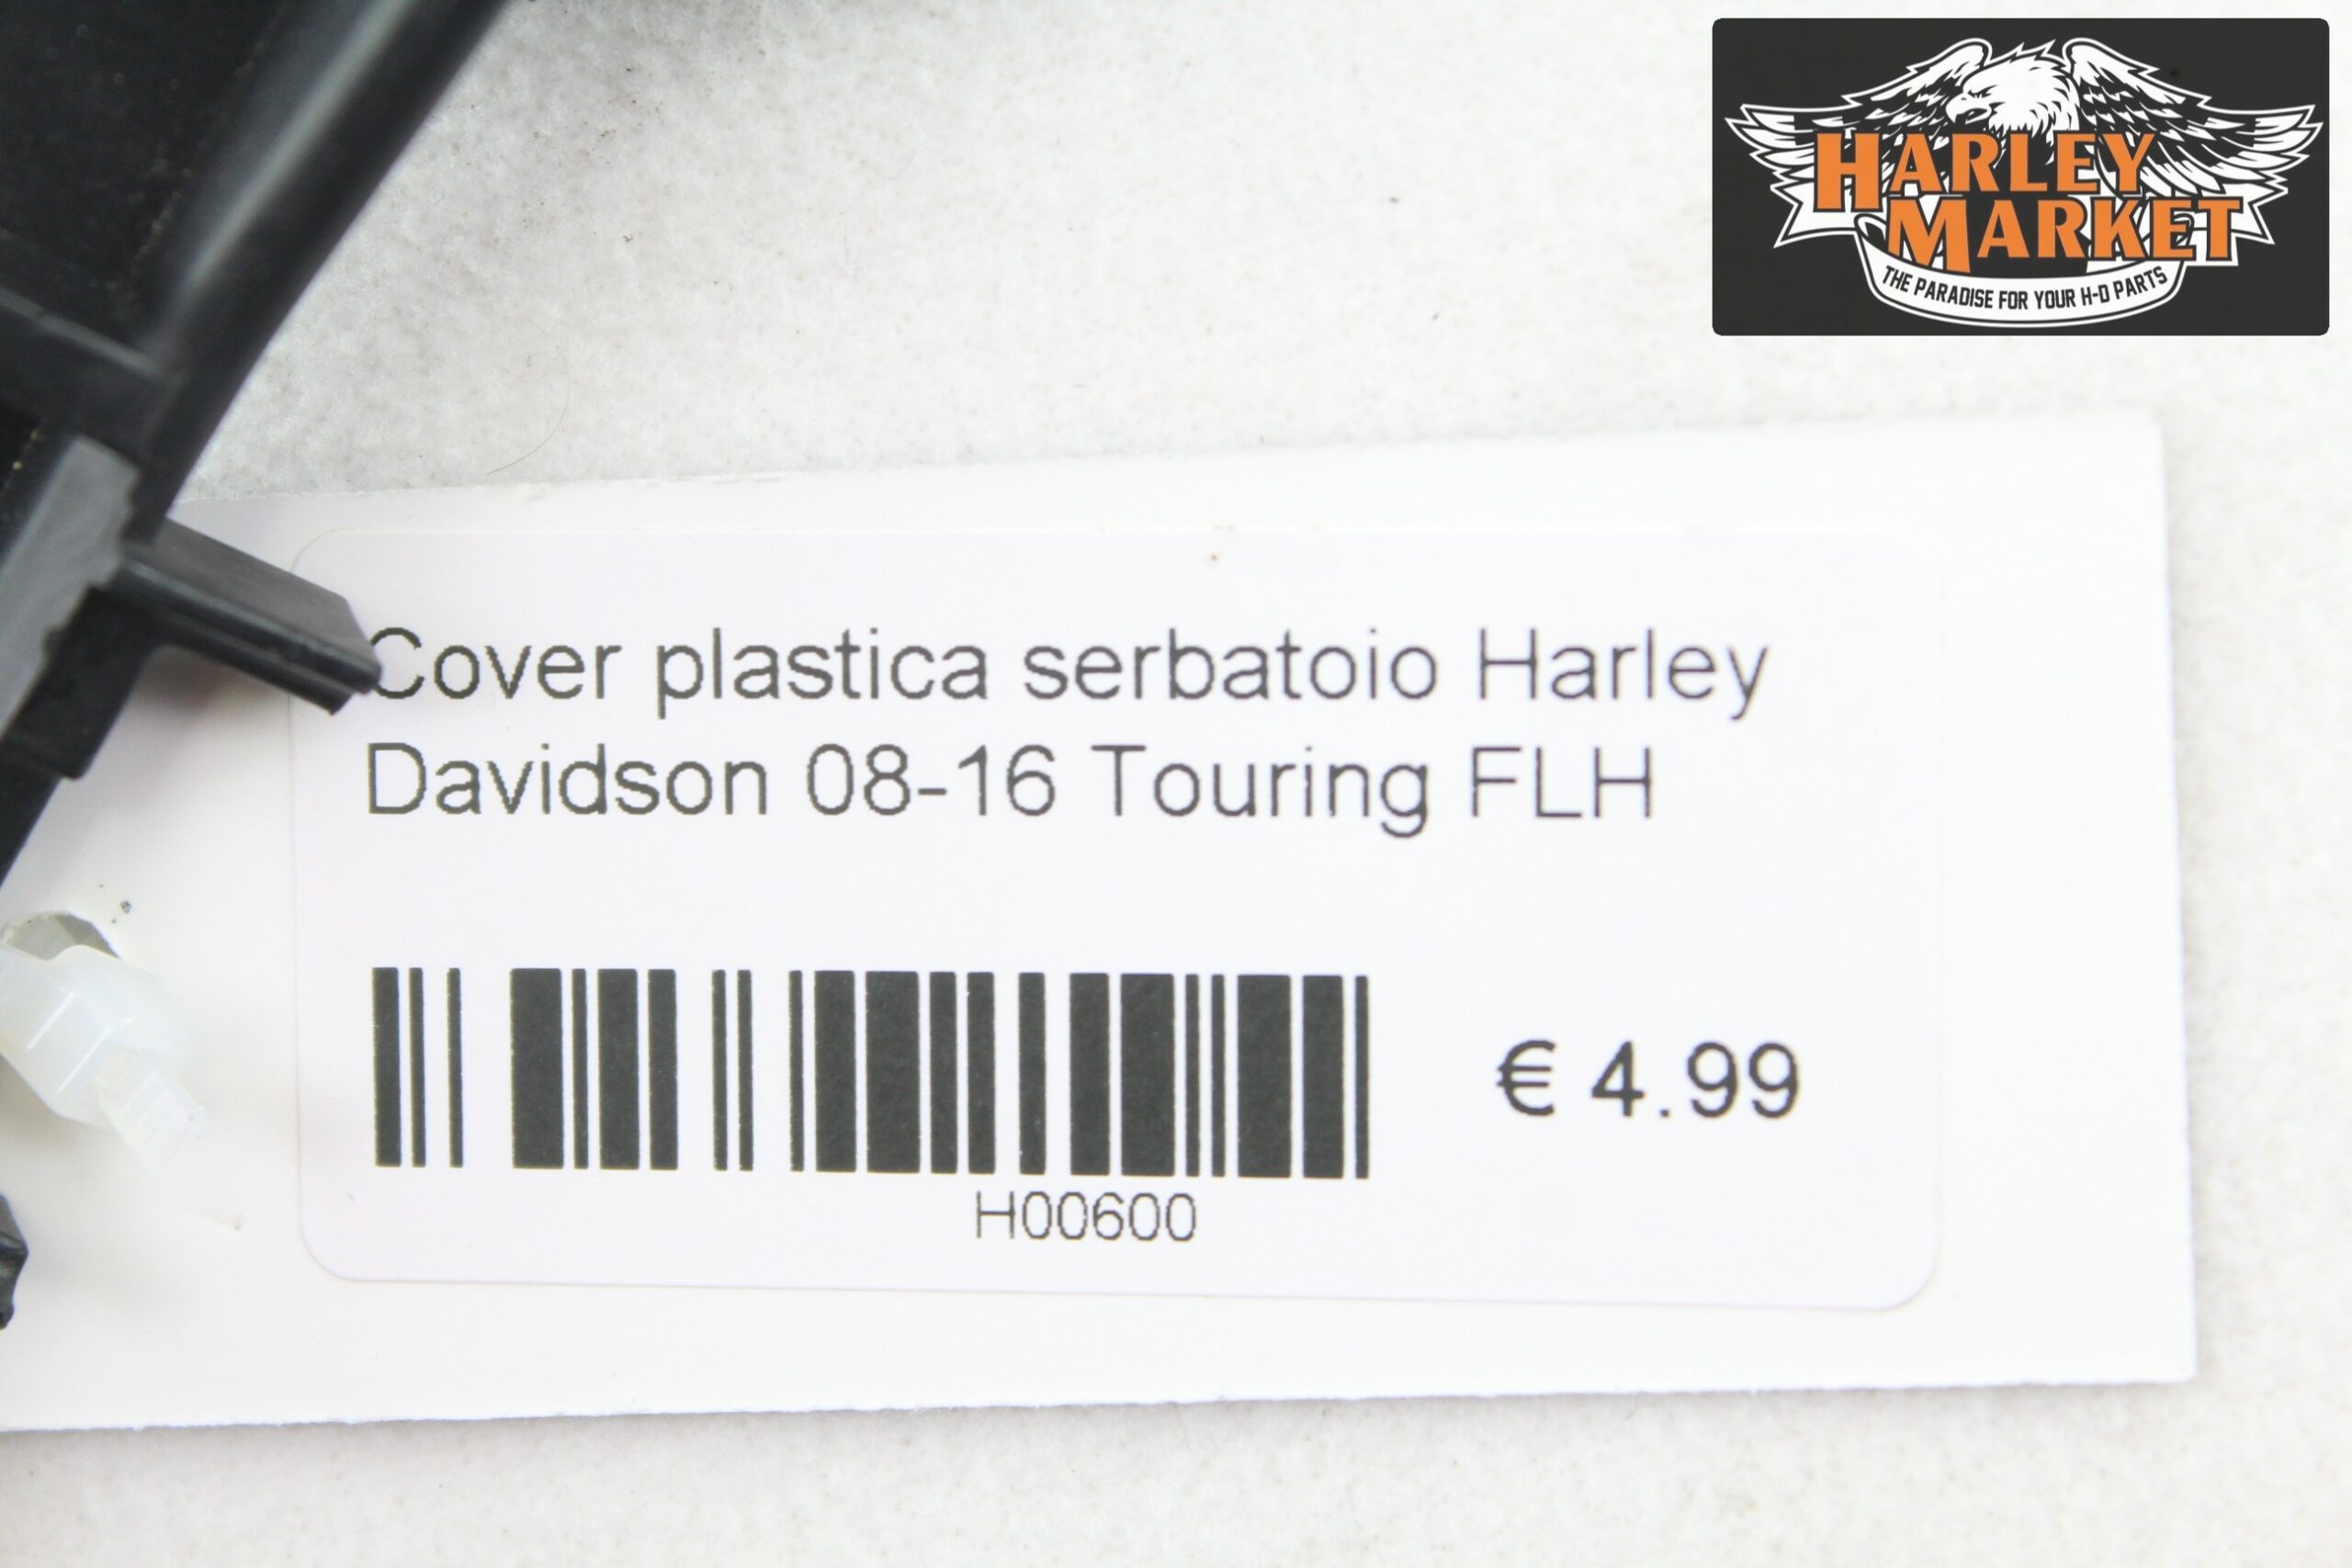 HARLEY
MARKET
THE PARADISE FOR YOUR H-D PARTS
Cover plastica serbatoio Harley
Davidson 08-16 Touring FLH
€ 4.99
H00600